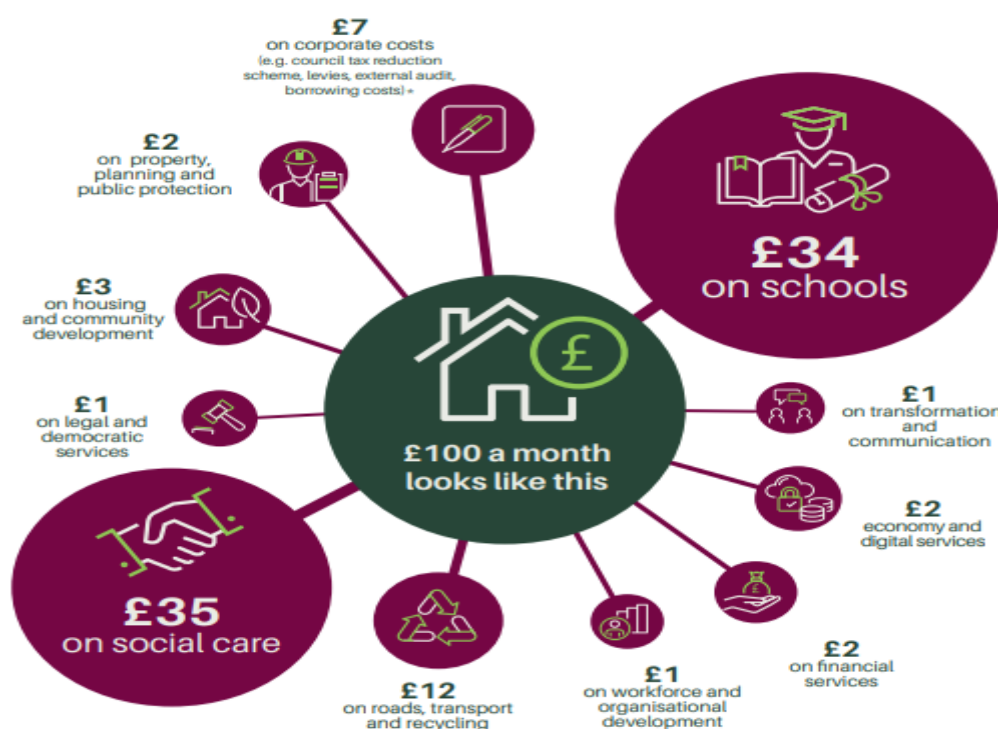 £7
on corporate costs
(e.g. council tax reduction
scheme, levies, external audit,
borrowing costs)*
£2
on property,
planning and
public protection
£34
on schools
£3
on housing
and community
development
£
£100 a month
looks like this
£1
on legal and
democratic
services
£1
on transformation
and
communication
£2
economy and
digital services
£35
on social care
£
£2
on financial
services
£12
on roads, transport
and recycling
£1
on workforce and
organisational
development